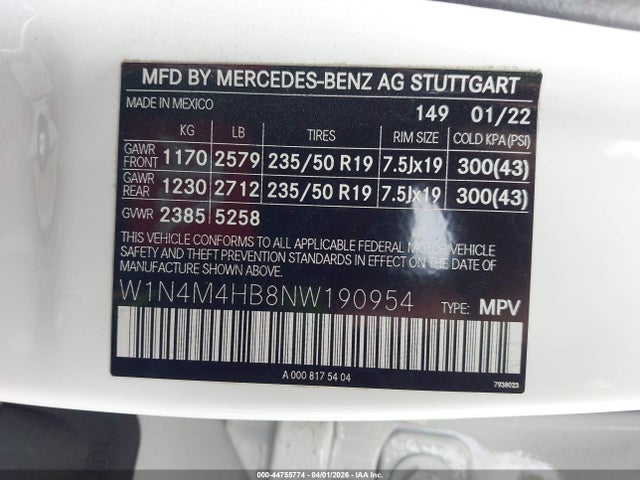 MFD BY MERCEDES-BENZ AG STUTTGART
MADE IN MEXICO 149 01/22
KG LB TIRES RIM SIZE COLD KPA(PSI)
GAWR FRONT 1170 2579 235/50 R19 7.5Jx19 300(43)
GAWR REAR 1230 2712 235/50 R19 7.5Jx19 300(43)
GVWR 2385 5258
THIS VEHICLE CONFORMS TO ALL APPLICABLE FEDERAL MOTOR VEHICLE
SAFETY AND THEFT PREVENTION STANDARDS IN EFFECT ON THE DATE OF
MANUFACTURE SHOWN ABOVE.
W1N4M4HB8NW190954 TYPE: MPV
A 000 817 54 04 7938023
000-44755774 | 04/01/2026 | IAA, Inc.